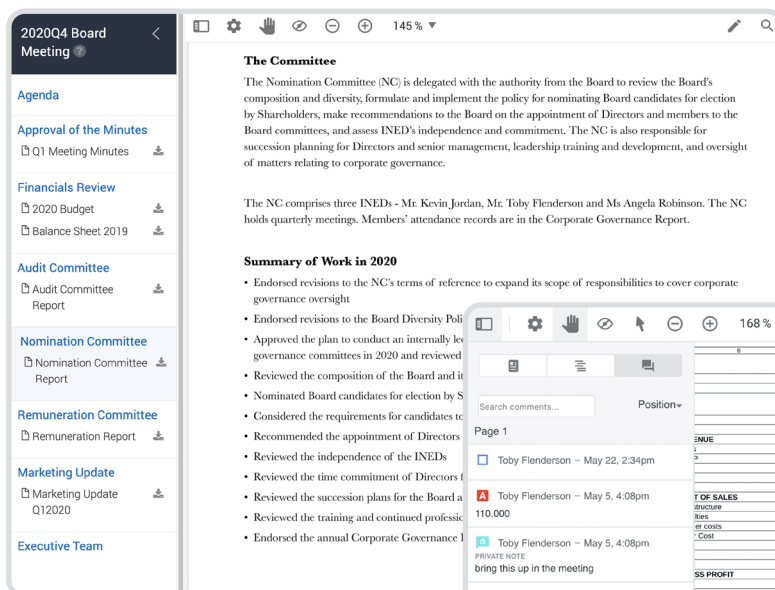 2020Q4 Board
Meeting ?
Agenda
Approval of the Minutes
Q1 Meeting Minutes
Financials Review
2020 Budget
Balance Sheet 2019
Audit Committee
Audit Committee
Report
Nomination Committee
Nomination Committee
Report
Remuneration Committee
Remuneration Report
Marketing Update
Marketing Update
Q12020
Executive Team
145 %
The Committee
The Nomination Committee (NC) is delegated with the authority from the Board to review the Board's
composition and diversity, formulate and implement the policy for nominating Board candidates for election
by Shareholders, make recommendations to the Board on the appointment of Directors and members to the
Board committees, and assess INED's independence and commitment. The NC is also responsible for
succession planning for Directors and senior management, leadership training and development, and oversight
of matters relating to corporate governance.
The NC comprises three INEDs - Mr. Kevin Jordan, Mr. Toby Flenderson and Ms Angela Robinson. The NC
holds quarterly meetings. Members' attendance records are in the Corporate Governance Report.
Summary of Work in 2020
• Endorsed revisions to the NC's terms of reference to expand its scope of responsibilities to cover corporate
governance oversight
• Endorsed revisions to the Board Diversity Poli
• Approved the plan to conduct an internally le
governance committees in 2020 and reviewed
• Reviewed the composition of the Board and it
• Nominated Board candidates for election by S
• Considered the requirements for candidates to
• Recommended the appointment of Directors
• Reviewed the independence of the INEDs
• Reviewed the time commitment of Directors f
• Reviewed the succession plans for the Board a
• Reviewed the training and continued professio
• Endorsed the annual Corporate Governance
168 %
Search comments...
Position
Page 1
Toby Flenderson – May 22, 2:34pm
A Toby Flenderson – May 5, 4:08pm
110,000
Toby Flenderson – May 5, 4:08pm
PRIVATE NOTE
bring this up in the meeting
ENUE
T OF SALES
structure
lties
er costs
Cost
SS PROFIT